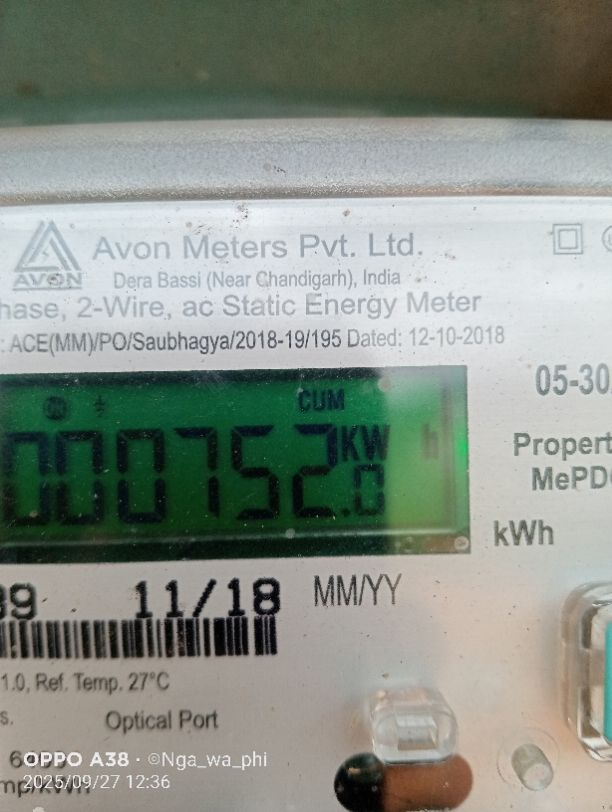 Avon Meters Pvt. Ltd.
AVON
Dera Bassi (Near Chandigarh), India
hase, 2-Wire, ac Static Energy Meter
: ACE(MM)/PO/Saubhagya/2018-19/195 Dated: 12-10-2018
05-30
CUM
000752.0 KW h
Propert
MePD
kWh
39 11/18 MM/YY
1.0, Ref. Temp. 27°C
s. Optical Port
OPPO A38 · ©Nga_wa_phi
2025/09/27 12:36
mp/kWh